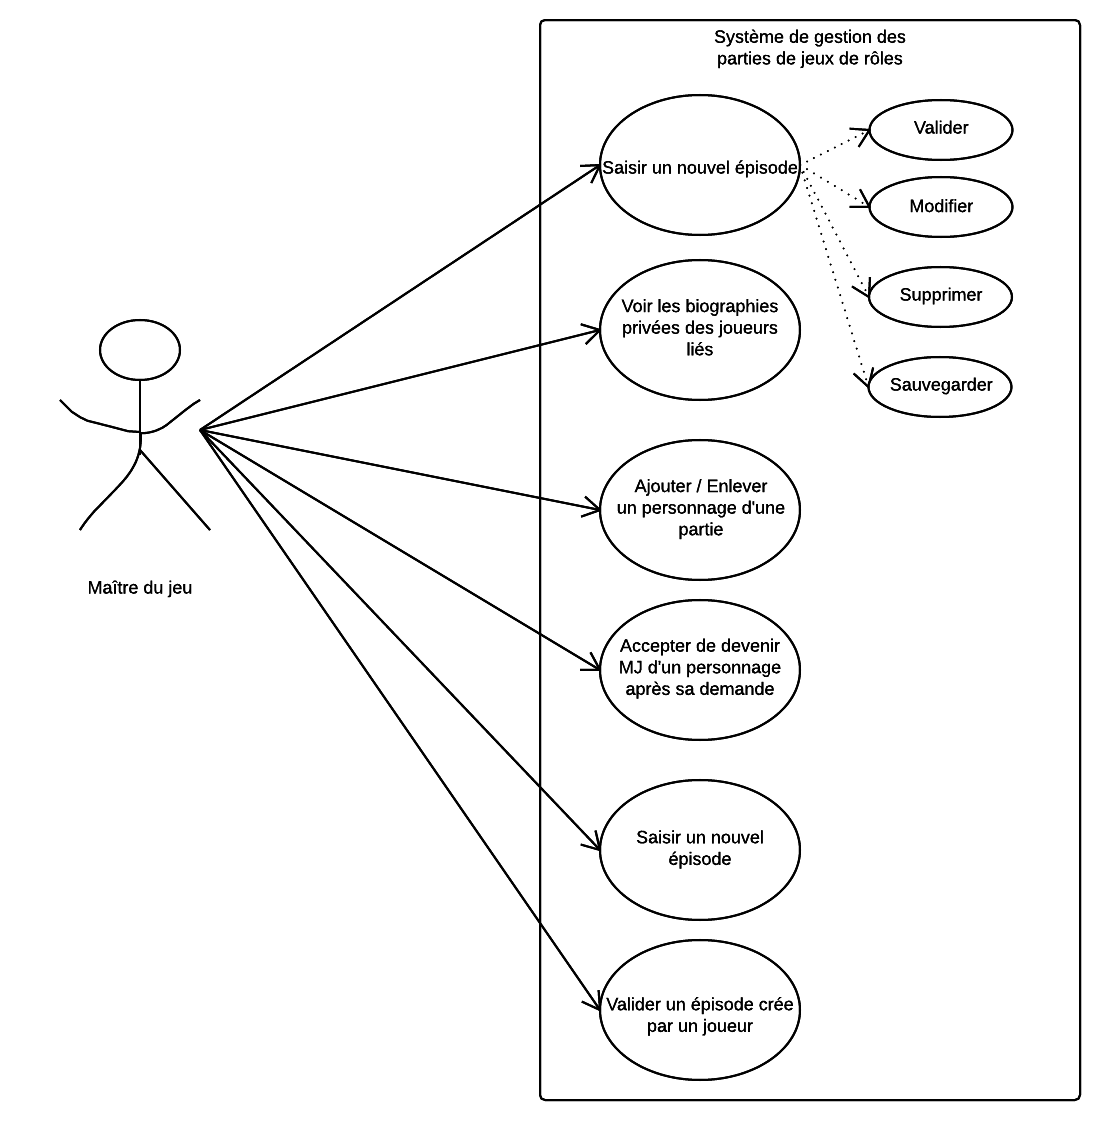 Système de gestion des
parties de jeux de rôles
Saisir un nouvel épisode
Valider
Modifier
Supprimer
Sauvegarder
Voir les biographies
privées des joueurs
liés
Ajouter / Enlever
un personnage d'une
partie
Maître du jeu
Accepter de devenir
MJ d'un personnage
après sa demande
Saisir un nouvel
épisode
Valider un épisode crée
par un joueur